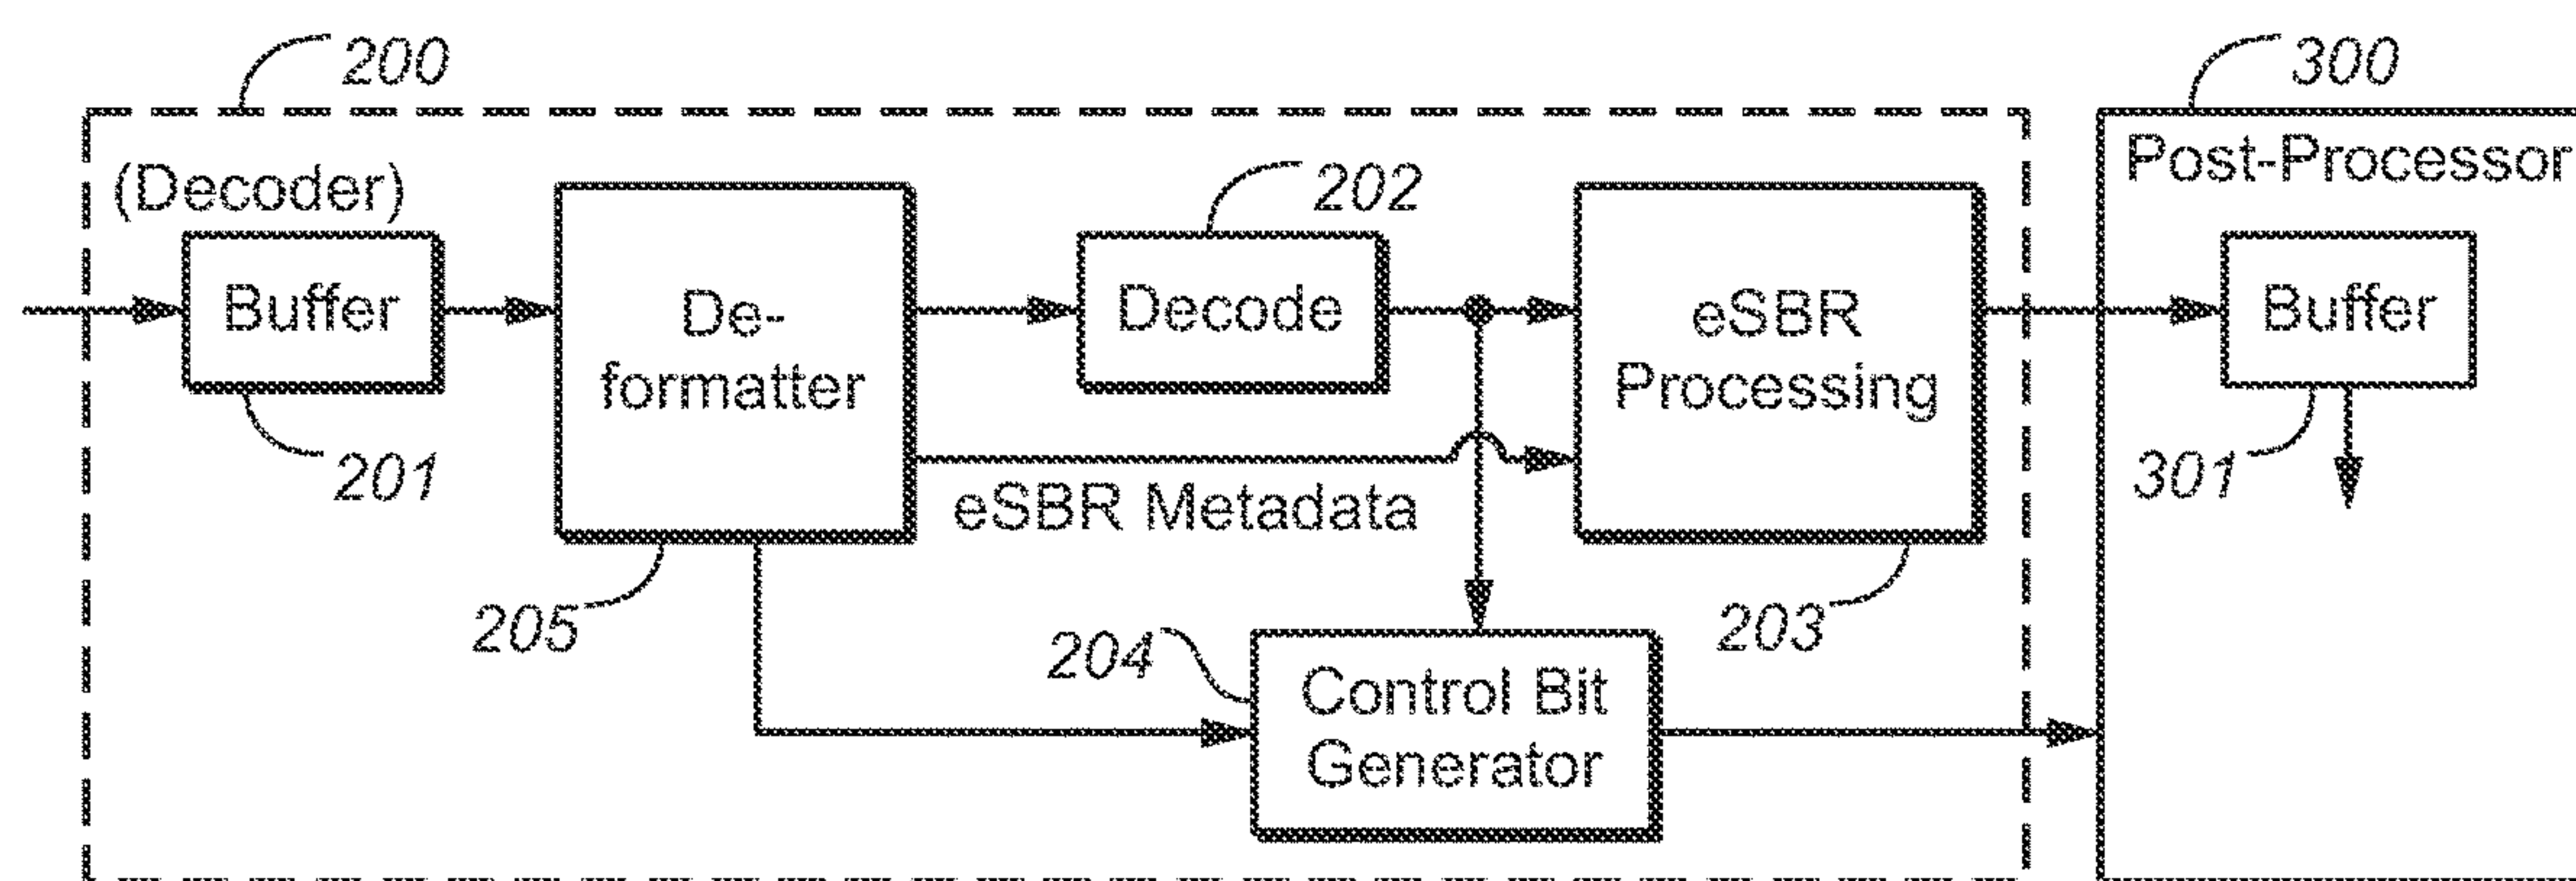 200
300
(Decoder)
Post-Processor
202
Buffer
De-
formatter
Decode
eSBR
Processing
Buffer
201
eSBR Metadata
301
205
204
203
Control Bit
Generator